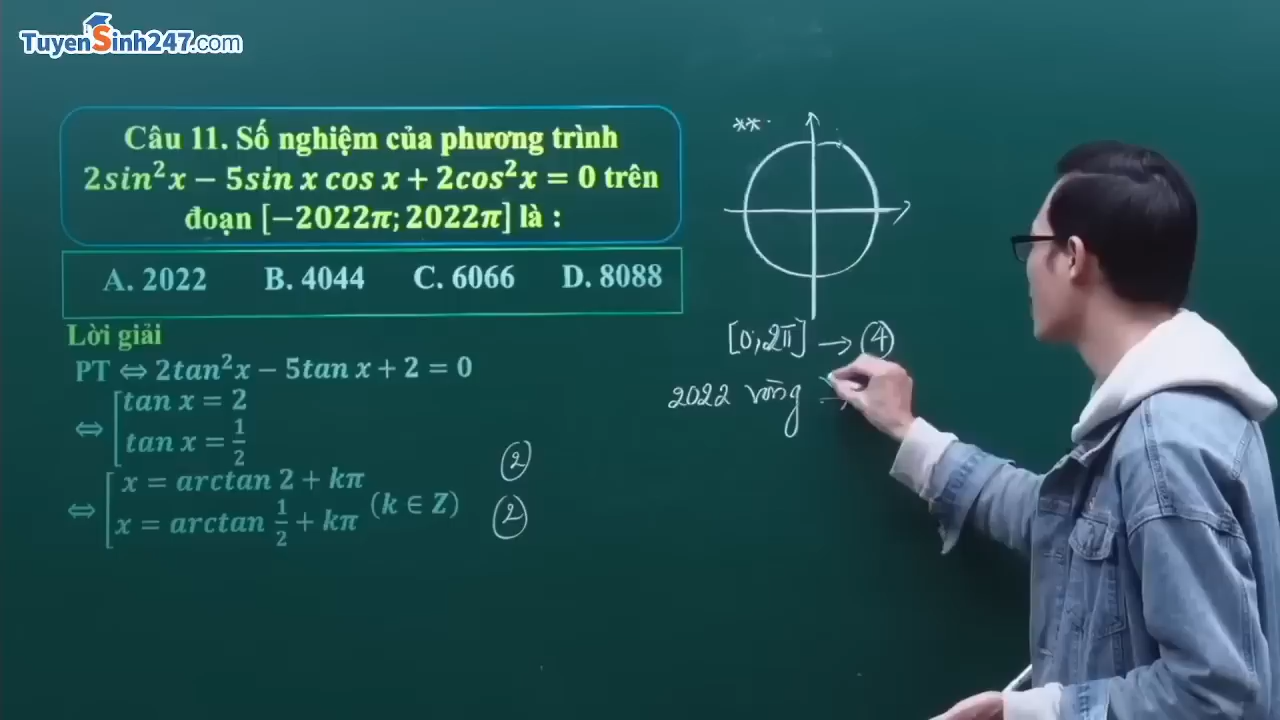 TuyenSinh247.com
Câu 11. Số nghiệm của phương trình
2sin²x − 5sin x cos x + 2cos²x = 0 trên
đoạn [−2022π; 2022π] là :
A. 2022 B. 4044 C. 6066 D. 8088
Lời giải
PT ⇔ 2tan²x − 5tan x + 2 = 0
⇔ [tan x = 2
tan x = 1/2
⇔ [x = arctan 2 + kπ
x = arctan 1/2 + kπ (k ∈ Z)
②
②
**.
[0; 2π] → ④
2022 vòng →